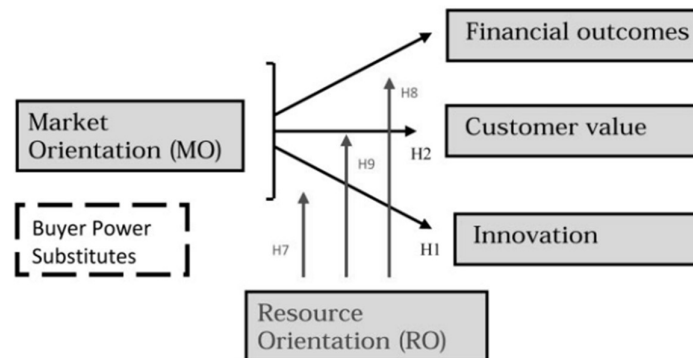 Financial outcomes
H8
Market
Orientation (MO)
Customer value
H9
H2
Buyer Power
Substitutes
H7
H1
Innovation
Resource
Orientation (RO)